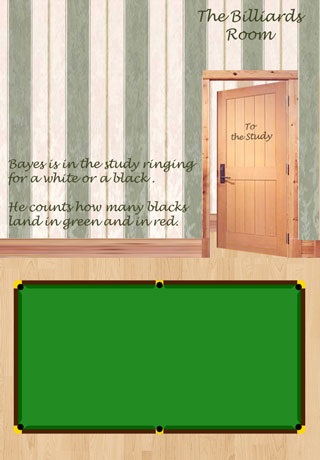 The Billiards
Room
To
the Study
Bayes is in the study ringing
for a white or a black .
He counts how many blacks
land in green and in red.